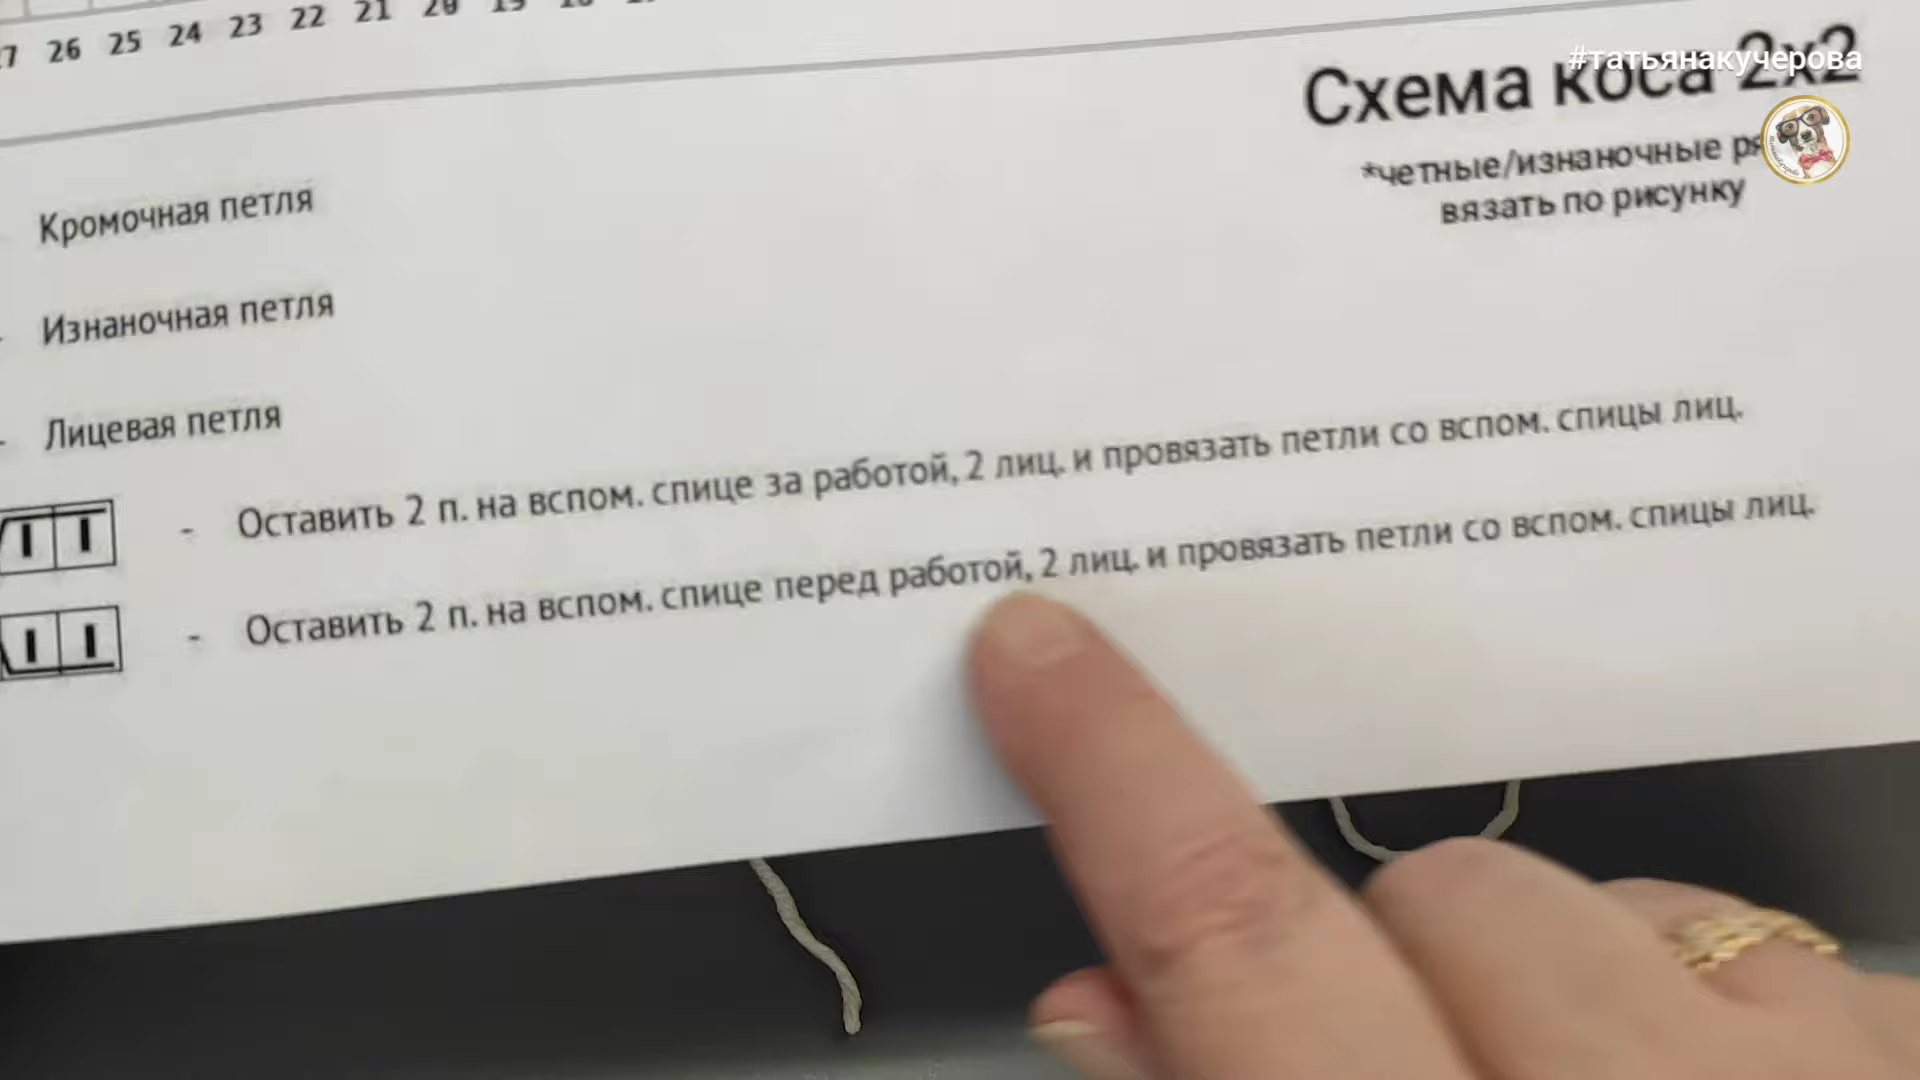 26 25 24 23 22 21 20 19
#татьянакучерова
Схема коса 2х2
*четные/изнаночные
вязать по рисунку
Кромочная петля
Изнаночная петля
- Лицевая петля
- Оставить 2 п. на вспом. спице за работой, 2 лиц. и провязать петли со вспом. спицы лиц.
- Оставить 2 п. на вспом. спице перед работой, 2 лиц. и провязать петли со вспом. спицы лиц.